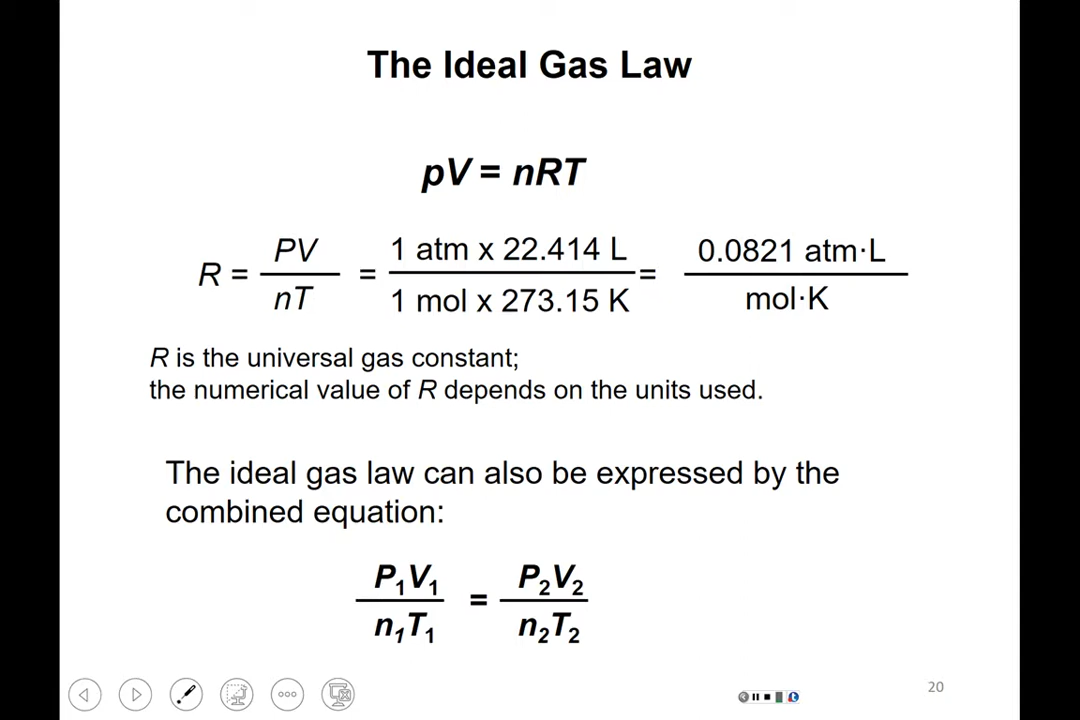 The Ideal Gas Law
pV = nRT
R = PV / nT = 1 atm x 22.414 L / 1 mol x 273.15 K = 0.0821 atm·L / mol·K
R is the universal gas constant;
the numerical value of R depends on the units used.
The ideal gas law can also be expressed by the
combined equation:
P₁V₁ / n₁T₁ = P₂V₂ / n₂T₂
20